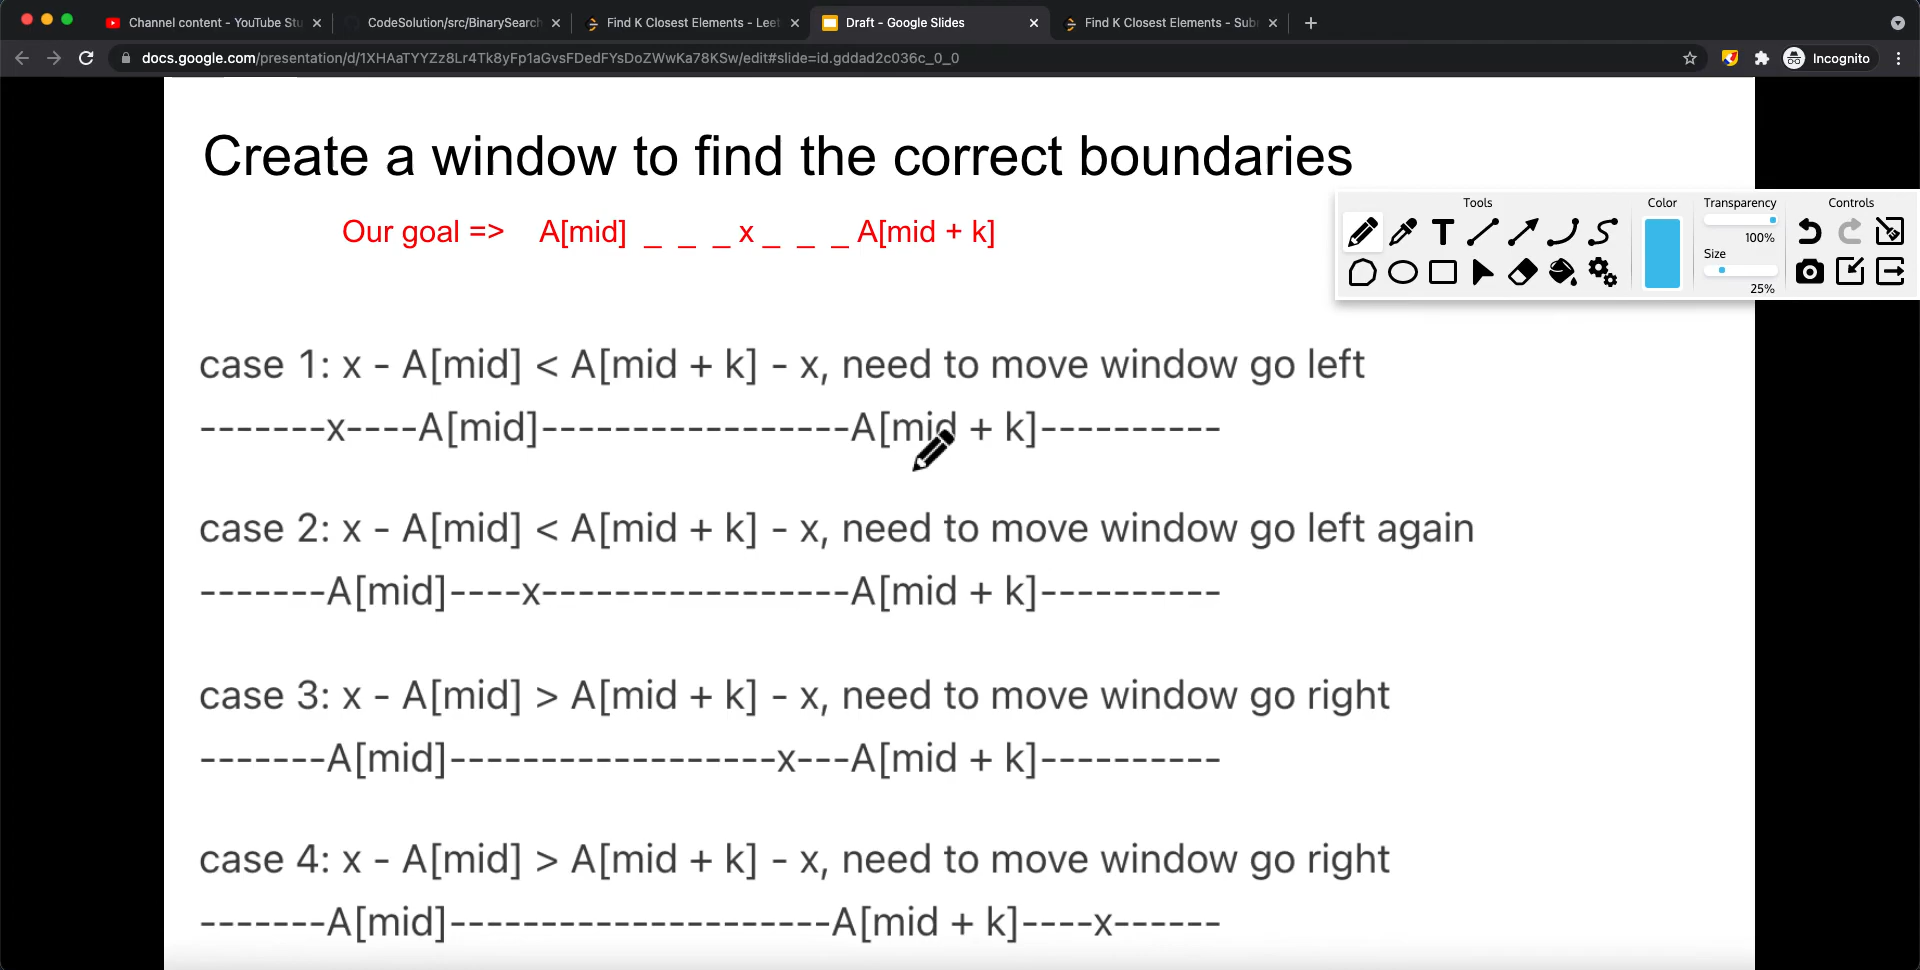 Channel content - YouTube Stu
CodeSolution/src/BinarySearch
Find K Closest Elements - Leet
Draft - Google Slides
Find K Closest Elements - Sub
docs.google.com/presentation/d/1XHAaTYYZz8Lr4Tk8yFp1aGvsFDedFYsDoZWwKa78KSw/edit#slide=id.gddad2c036c_0_0
Incognito
Create a window to find the correct boundaries
Our goal => A[mid] _ _ _ x _ _ _ A[mid + k]
Tools
Color
Transparency
Controls
100%
Size
25%
case 1: x - A[mid] < A[mid + k] - x, need to move window go left
-------x----A[mid]-----------------A[mid + k]----------
case 2: x - A[mid] < A[mid + k] - x, need to move window go left again
-------A[mid]----x-----------------A[mid + k]----------
case 3: x - A[mid] > A[mid + k] - x, need to move window go right
-------A[mid]------------------x---A[mid + k]----------
case 4: x - A[mid] > A[mid + k] - x, need to move window go right
-------A[mid]---------------------A[mid + k]----x------